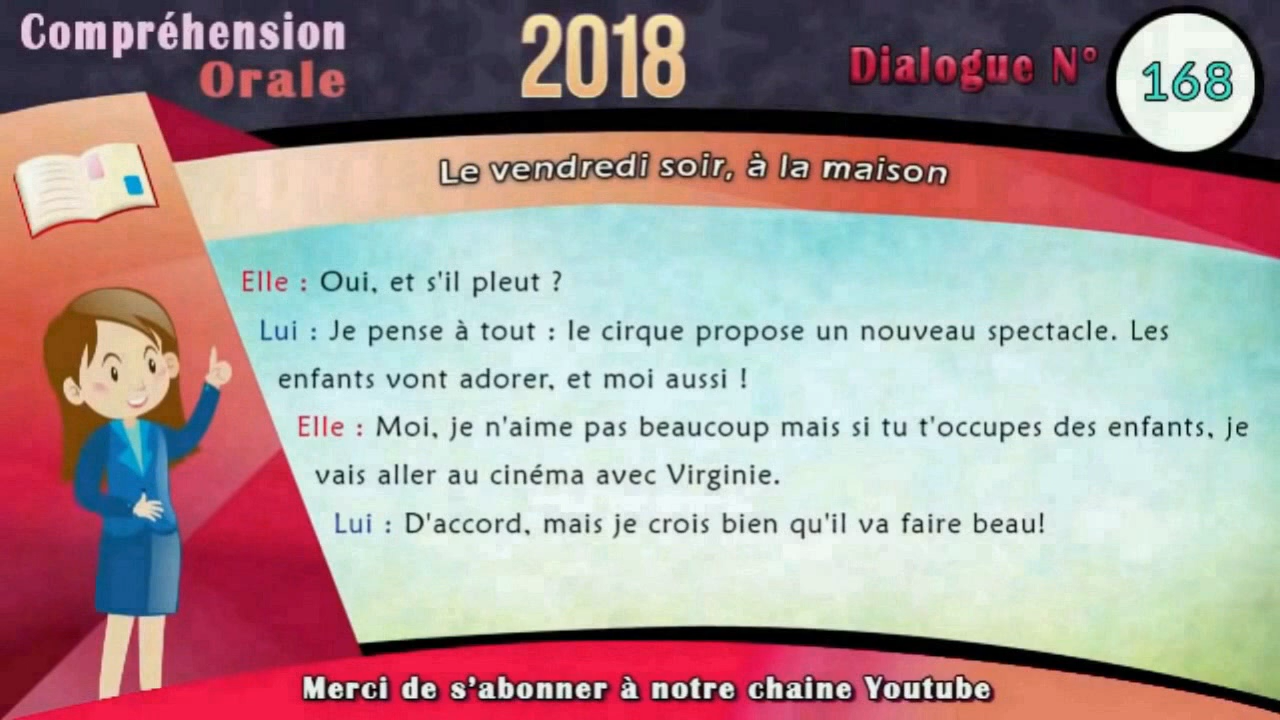 Compréhension
Orale
2018
Dialogue N°
168
Le vendredi soir, à la maison
Elle : Oui, et s'il pleut ?
Lui : Je pense à tout : le cirque propose un nouveau spectacle. Les
enfants vont adorer, et moi aussi !
Elle : Moi, je n'aime pas beaucoup mais si tu t'occupes des enfants, je
vais aller au cinéma avec Virginie.
Lui : D'accord, mais je crois bien qu'il va faire beau!
Merci de s'abonner à notre chaine Youtube